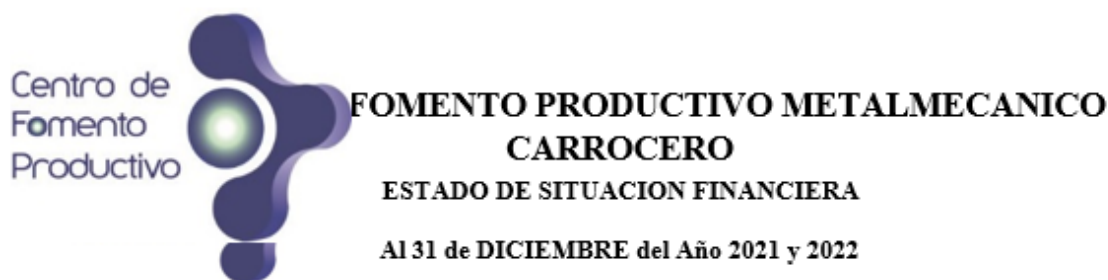 Centro de
Fomento
Productivo
FOMENTO PRODUCTIVO METALMECANICO
CARROCERO
ESTADO DE SITUACION FINANCIERA
Al 31 de DICIEMBRE del Año 2021 y 2022